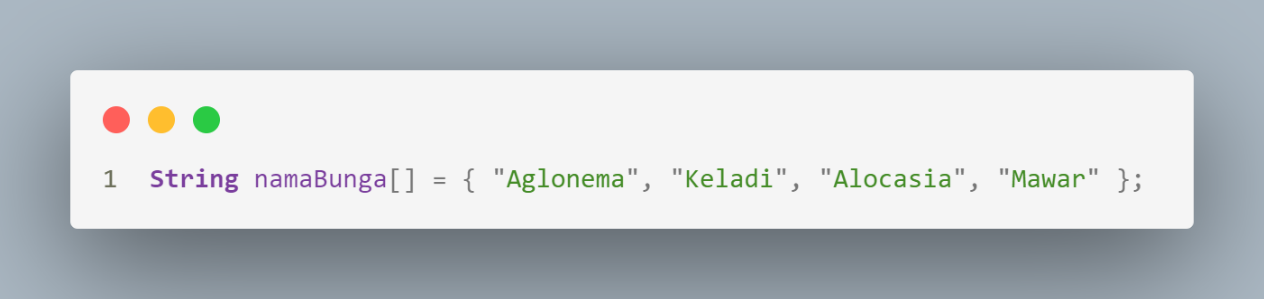 1 String namaBunga[] = { "Aglonema", "Keladi", "Alocasia", "Mawar" };